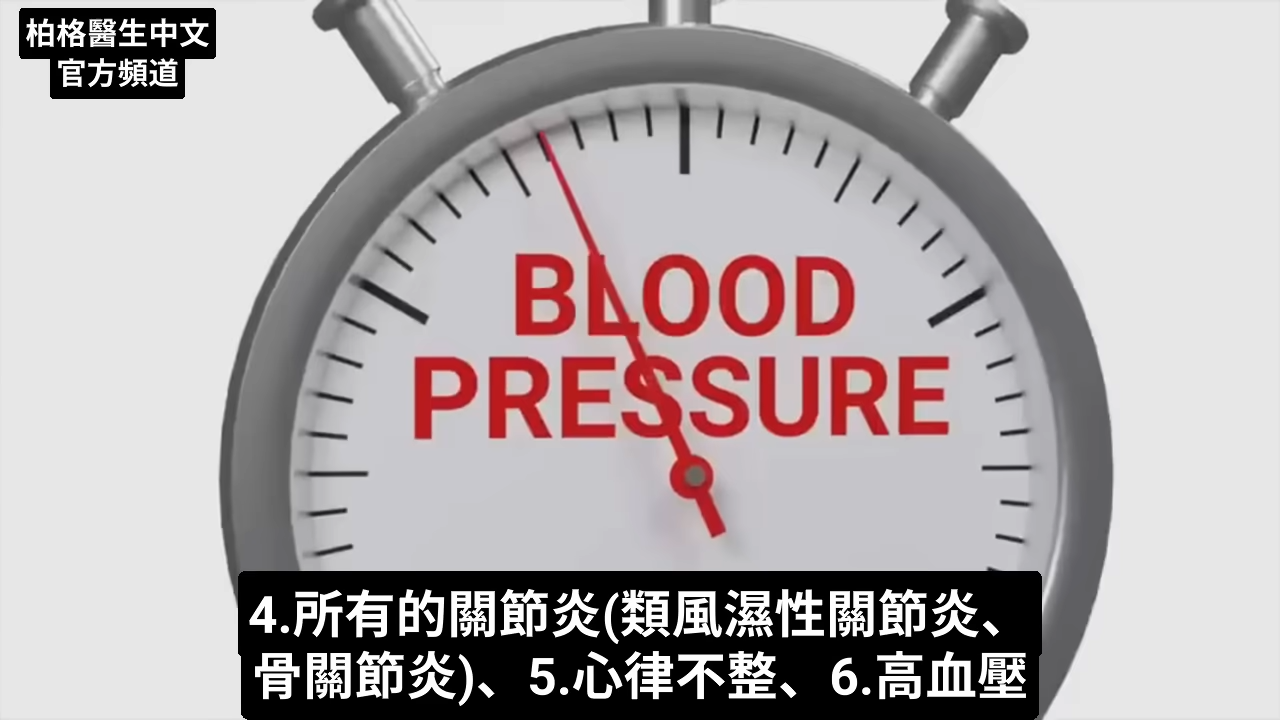 柏格醫生中文
官方頻道
BLOOD
PRESSURE
4.所有的關節炎(類風濕性關節炎、
骨關節炎)、5.心律不整、6.高血壓